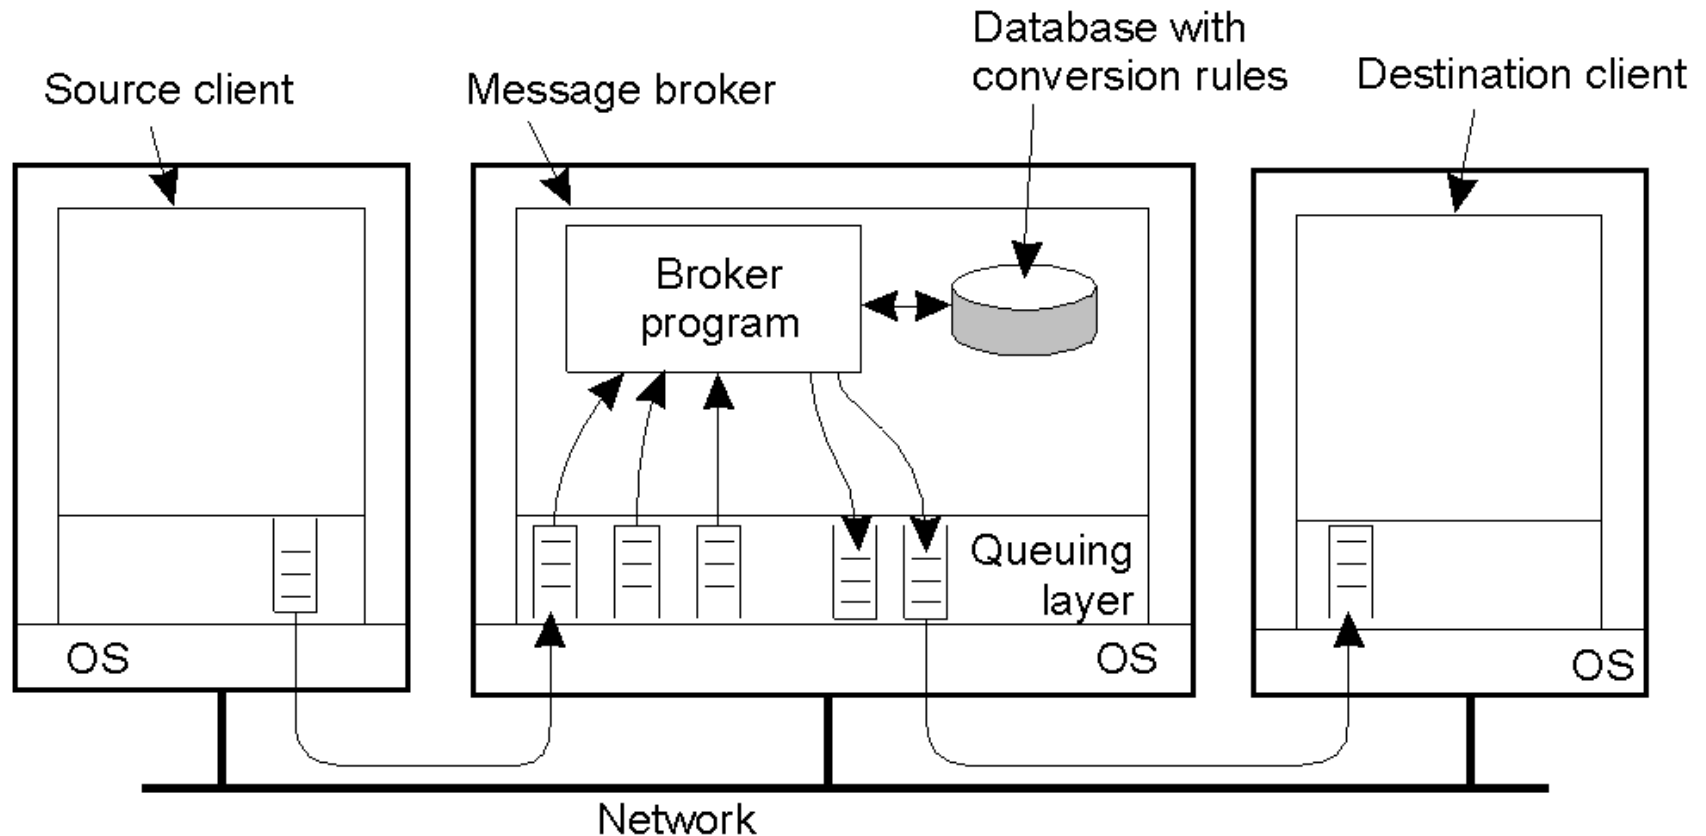 Source client
Message broker
Database with
conversion rules
Destination client
Broker
program
Queuing
layer
OS
OS
OS
Network